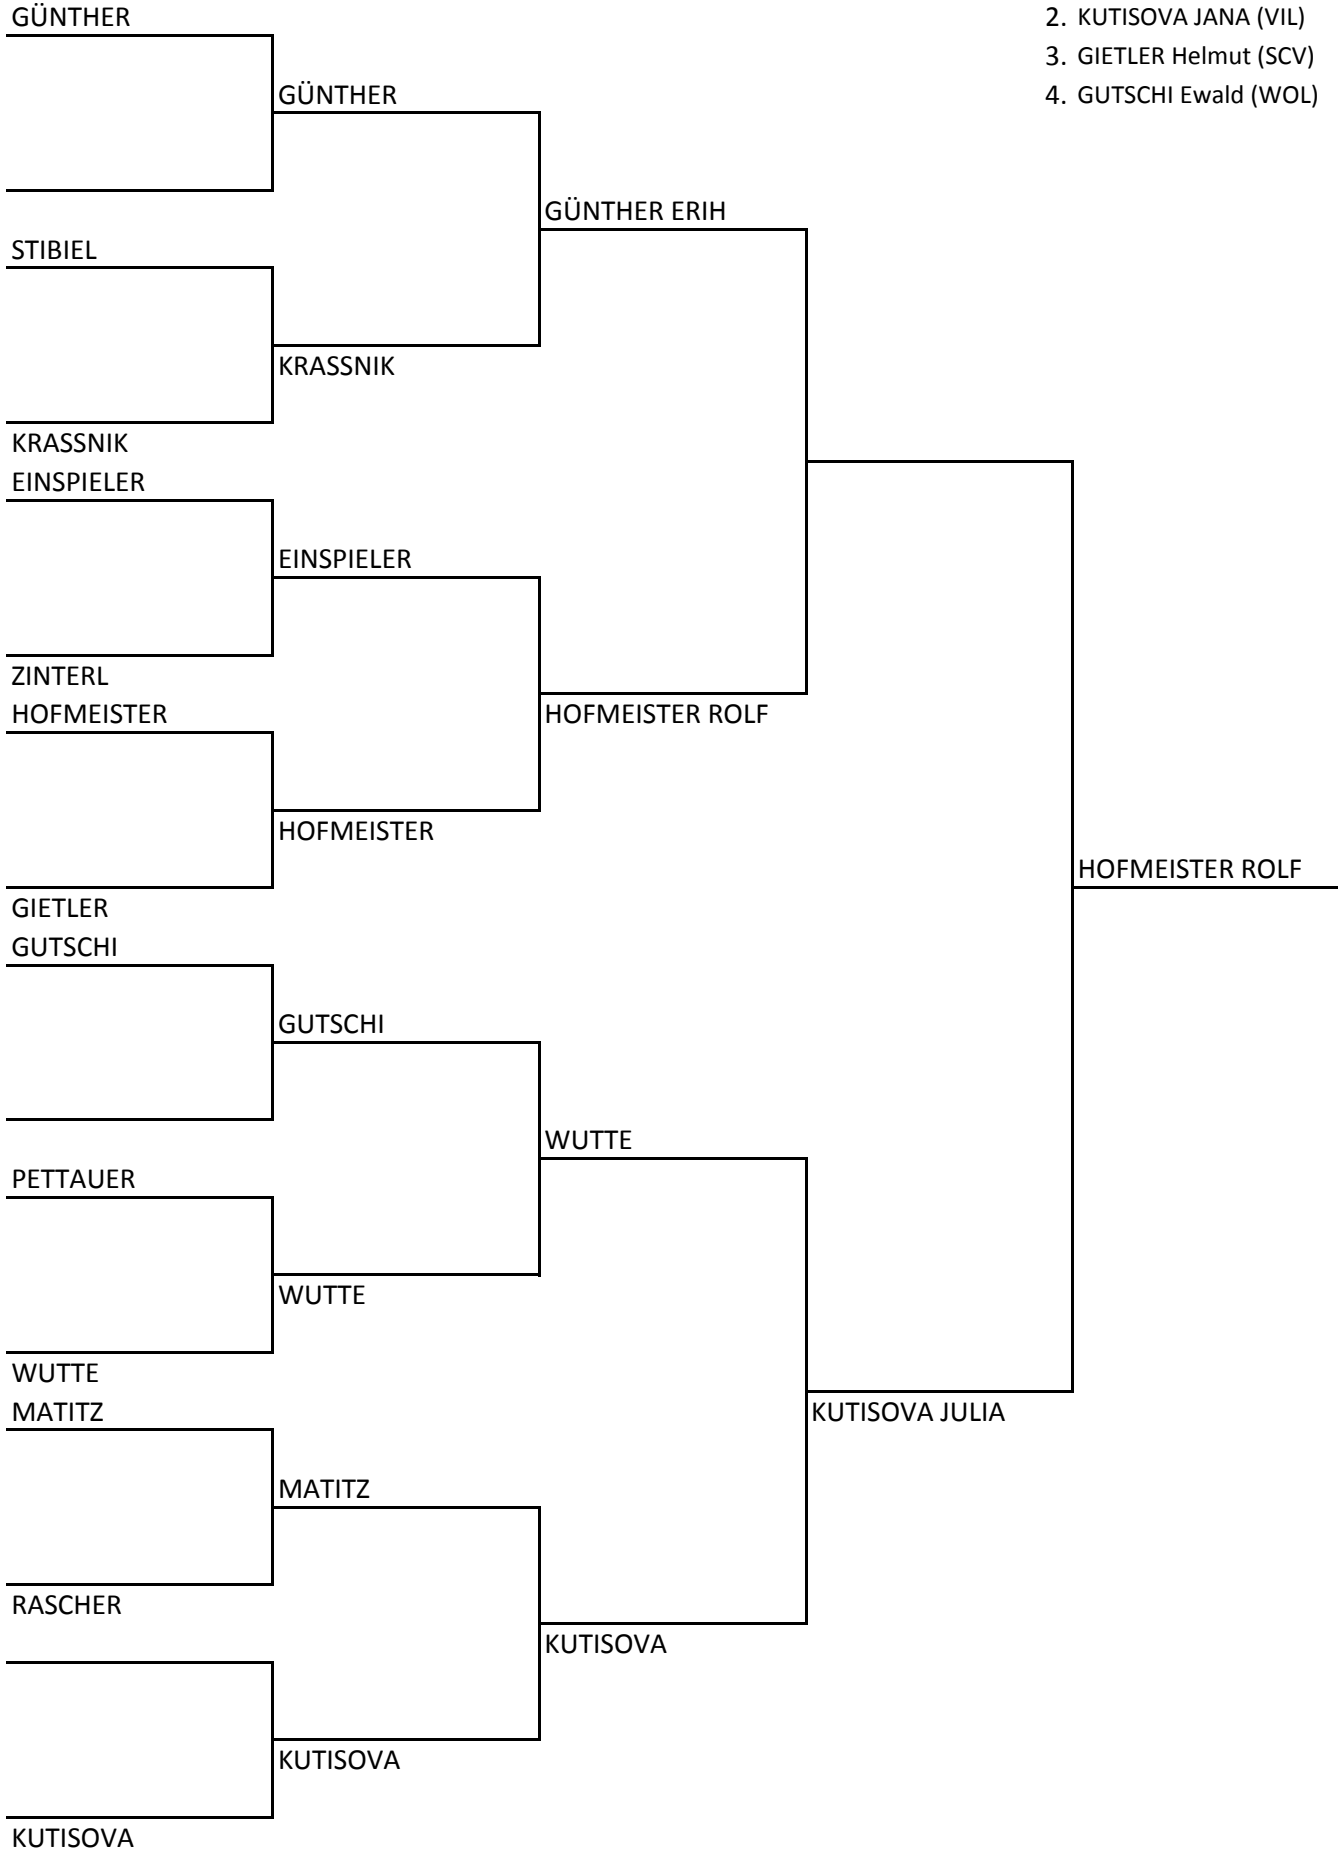 GÜNTHER
2. KUTISOVA JANA (VIL)
3. GIETLER Helmut (SCV)
GÜNTHER
4. GUTSCHI Ewald (WOL)
GÜNTHER ERIH
STIBIEL
KRASSNIK
KRASSNIK
EINSPIELER
EINSPIELER
ZINTERL
HOFMEISTER
HOFMEISTER ROLF
HOFMEISTER
HOFMEISTER ROLF
GIETLER
GUTSCHI
GUTSCHI
WUTTE
PETTAUER
WUTTE
WUTTE
MATITZ
KUTISOVA JULIA
MATITZ
RASCHER
KUTISOVA
KUTISOVA
KUTISOVA